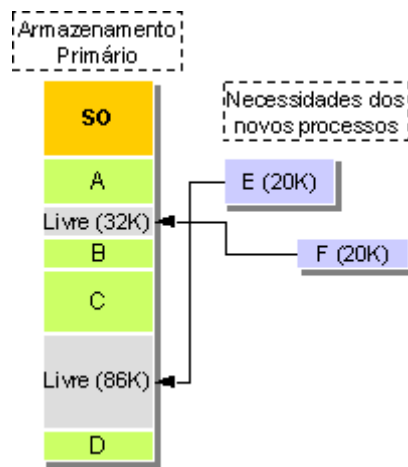 Armazenamento
Primário
SO
Necessidades dos
novos processos
A
E (20K)
Livre (32K)
B
F (20K)
C
Livre (86K)
D